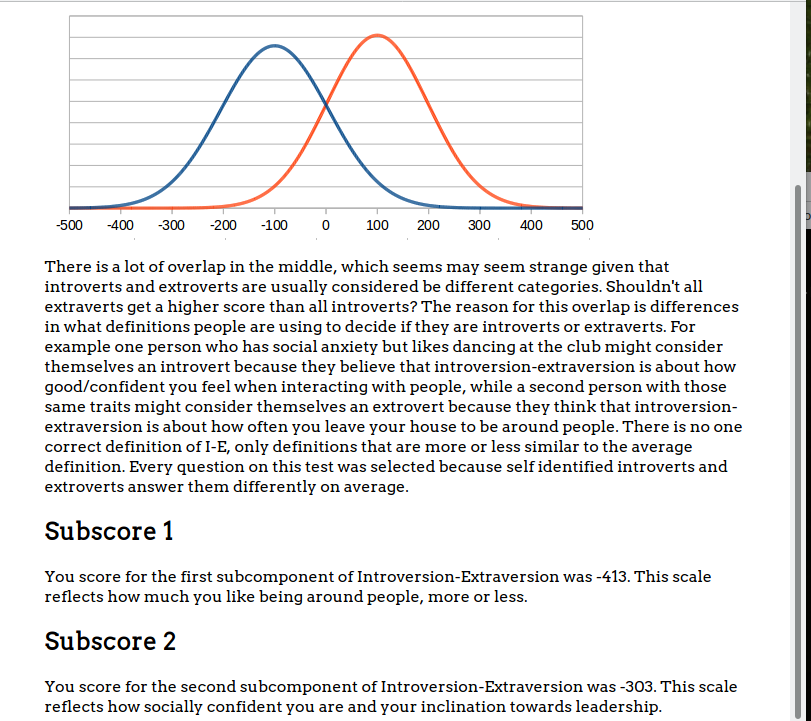 -500 -400 -300 -200 -100 0 100 200 300 400 500
There is a lot of overlap in the middle, which seems may seem strange given that
introverts and extroverts are usually considered be different categories. Shouldn't all
extraverts get a higher score than all introverts? The reason for this overlap is differences
in what definitions people are using to decide if they are introverts or extraverts. For
example one person who has social anxiety but likes dancing at the club might consider
themselves an introvert because they believe that introversion-extraversion is about how
good/confident you feel when interacting with people, while a second person with those
same traits might consider themselves an extrovert because they think that introversion-
extraversion is about how often you leave your house to be around people. There is no one
correct definition of I-E, only definitions that are more or less similar to the average
definition. Every question on this test was selected because self identified introverts and
extroverts answer them differently on average.
Subscore 1
You score for the first subcomponent of Introversion-Extraversion was -413. This scale
reflects how much you like being around people, more or less.
Subscore 2
You score for the second subcomponent of Introversion-Extraversion was -303. This scale
reflects how socially confident you are and your inclination towards leadership.